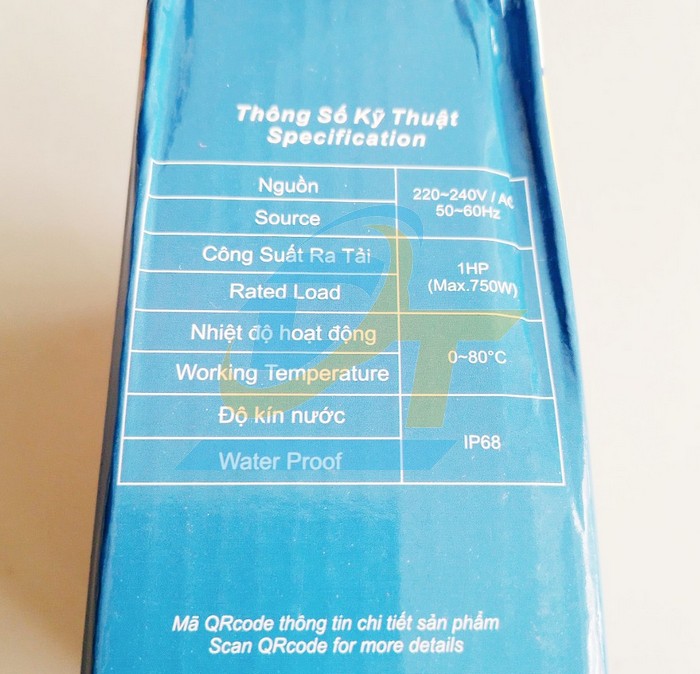 Thông Số Kỹ Thuật
Specification
Nguồn
Source
220~240V / AC
50~60Hz
Công Suất Ra Tải
Rated Load
1HP
(Max.750W)
Nhiệt độ hoạt động
Working Temperature
0~80°C
Độ kín nước
Water Proof
IP68
DT
Mã QRcode thông tin chi tiết sản phẩm
Scan QRcode for more details